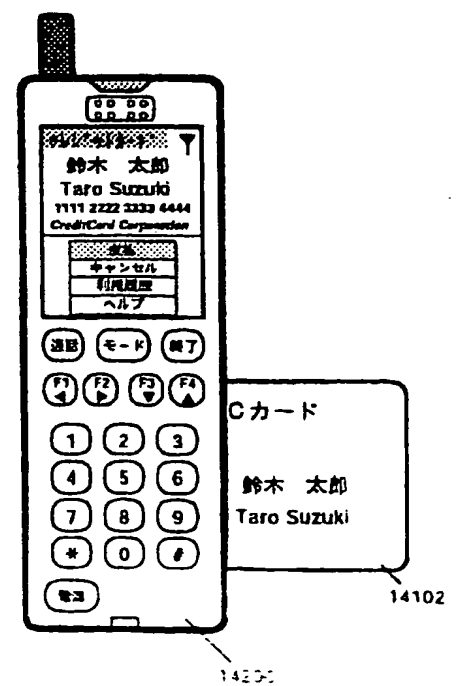 鈴木 太郎
Taro Suzuki
1111 2222 3333 4444
CreditCard Corporation
キャンセル
利用履歴
ヘルプ
通話 モード 終了
F1 F2 F3 F4
1 2 3
4 5 6
7 8 9
* 0 #
電源
Cカード
鈴木 太郎
Taro Suzuki
14102